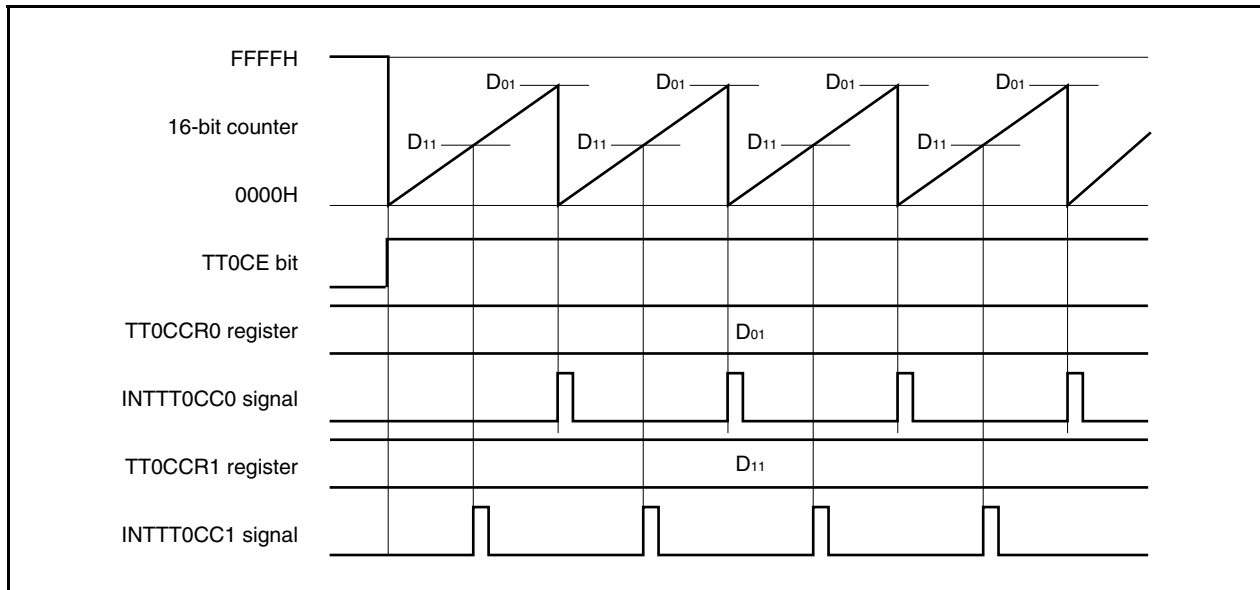 FFFFH
D01 D01 D01 D01
16-bit counter
D11 D11 D11 D11
0000H
TT0CE bit
TT0CCR0 register
D01
INTTT0CC0 signal
TT0CCR1 register
D11
INTTT0CC1 signal